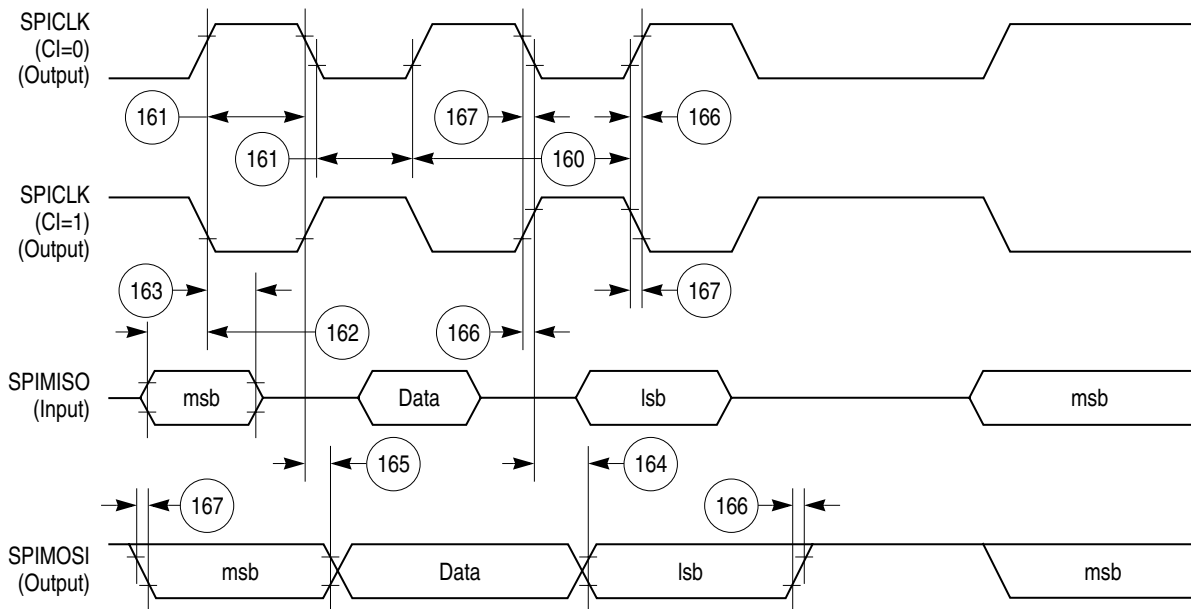 SPICLK
(CI=0)
(Output)
161
167
166
161
160
SPICLK
(CI=1)
(Output)
163
167
162
166
SPIMISO
(Input)
msb
Data
lsb
msb
165
164
167
166
SPIMOSI
(Output)
msb
Data
lsb
msb